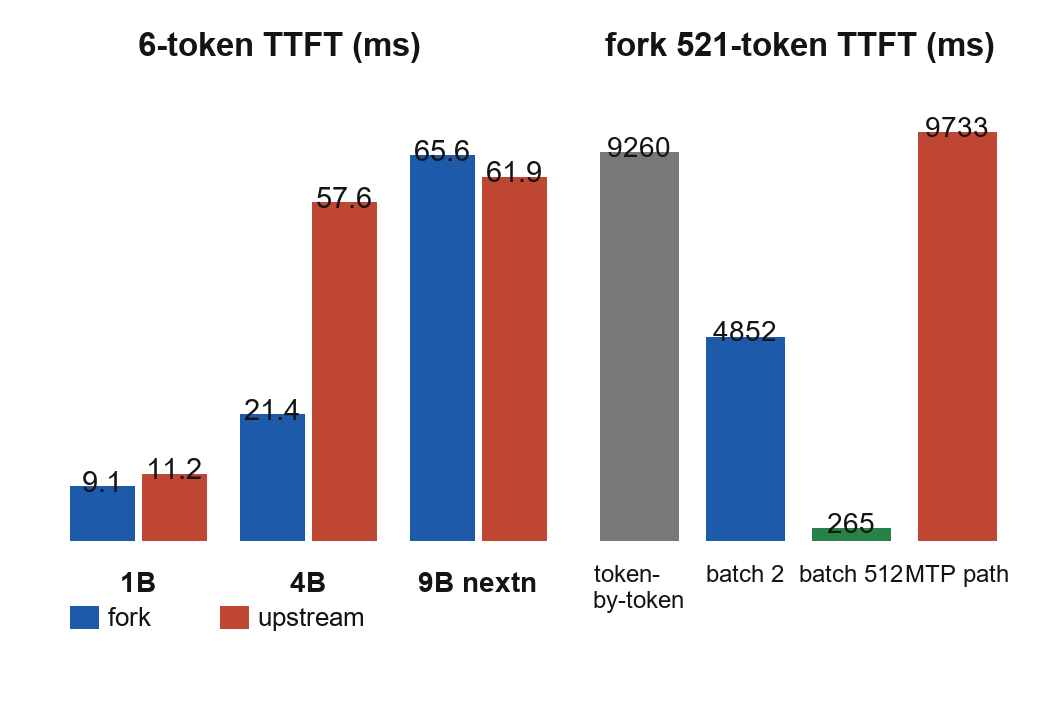 6-token TTFT (ms)
9.1
11.2
21.4
57.6
65.6
61.9
1B
4B
9B nextn
fork
upstream
fork 521-token TTFT (ms)
9260
4852
265
9733
token-
by-token
batch 2
batch 512
MTP path